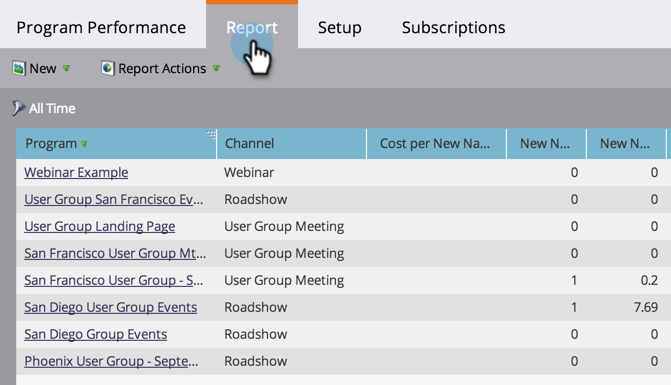 Program Performance Report Setup Subscriptions
New Report Actions
All Time
Program Channel Cost per New Na... New N... New N...
Webinar Example Webinar 0 0
User Group San Francisco Ev... Roadshow 0 0
User Group Landing Page User Group Meeting 0 0
San Francisco User Group Mt... User Group Meeting 0 0
San Francisco User Group - S... User Group Meeting 1 0.2
San Diego User Group Events Roadshow 1 7.69
San Diego Group Events Roadshow 0 0
Phoenix User Group - Septe... Roadshow 0 0